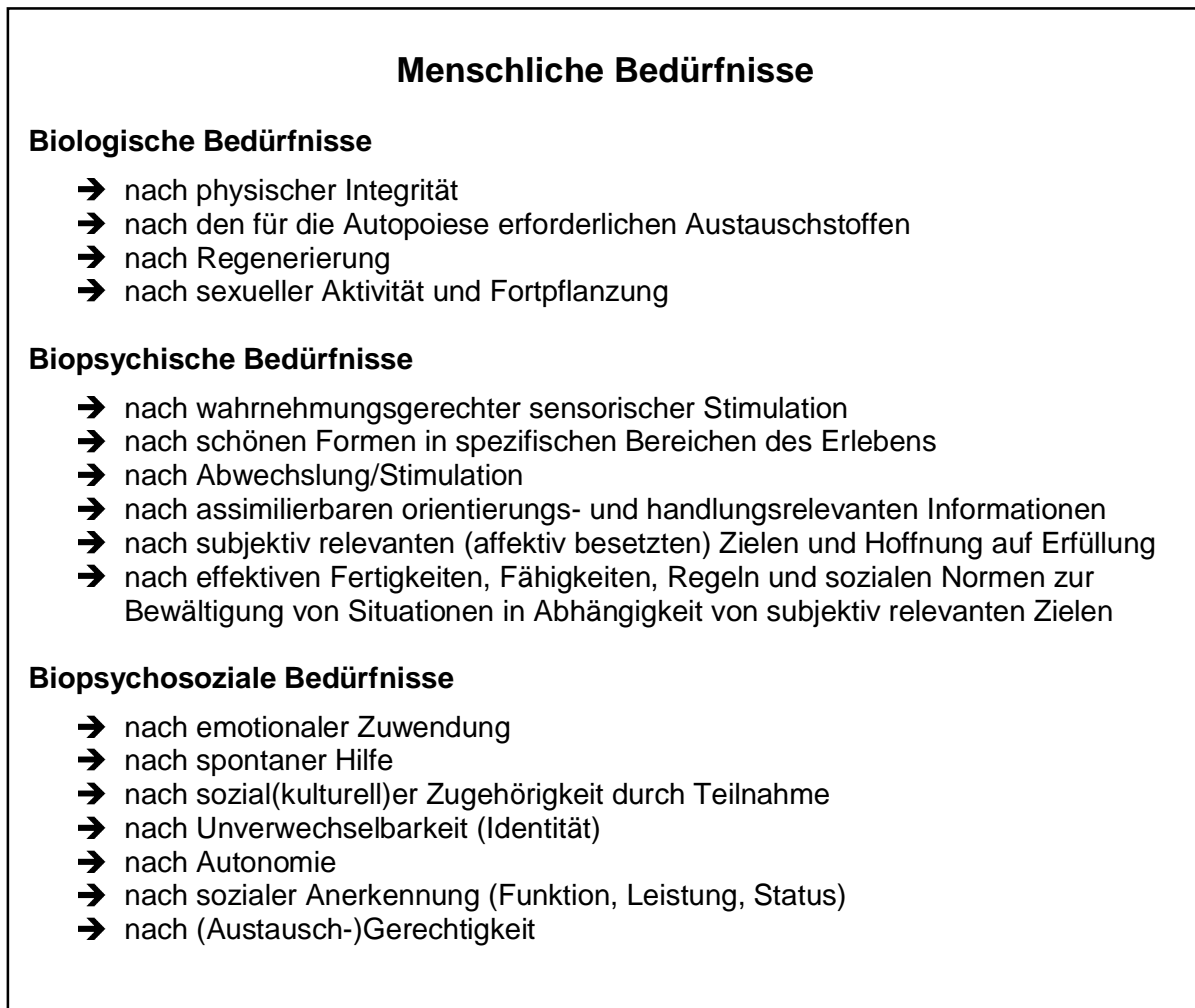 Menschliche Bedürfnisse
Biologische Bedürfnisse
➔ nach physischer Integrität
➔ nach den für die Autopoiese erforderlichen Austauschstoffen
➔ nach Regenerierung
➔ nach sexueller Aktivität und Fortpflanzung
Biopsychische Bedürfnisse
➔ nach wahrnehmungsgerechter sensorischer Stimulation
➔ nach schönen Formen in spezifischen Bereichen des Erlebens
➔ nach Abwechslung/Stimulation
➔ nach assimilierbaren orientierungs- und handlungsrelevanten Informationen
➔ nach subjektiv relevanten (affektiv besetzten) Zielen und Hoffnung auf Erfüllung
➔ nach effektiven Fertigkeiten, Fähigkeiten, Regeln und sozialen Normen zur
Bewältigung von Situationen in Abhängigkeit von subjektiv relevanten Zielen
Biopsychosoziale Bedürfnisse
➔ nach emotionaler Zuwendung
➔ nach spontaner Hilfe
➔ nach sozial(kulturell)er Zugehörigkeit durch Teilnahme
➔ nach Unverwechselbarkeit (Identität)
➔ nach Autonomie
➔ nach sozialer Anerkennung (Funktion, Leistung, Status)
➔ nach (Austausch-)Gerechtigkeit